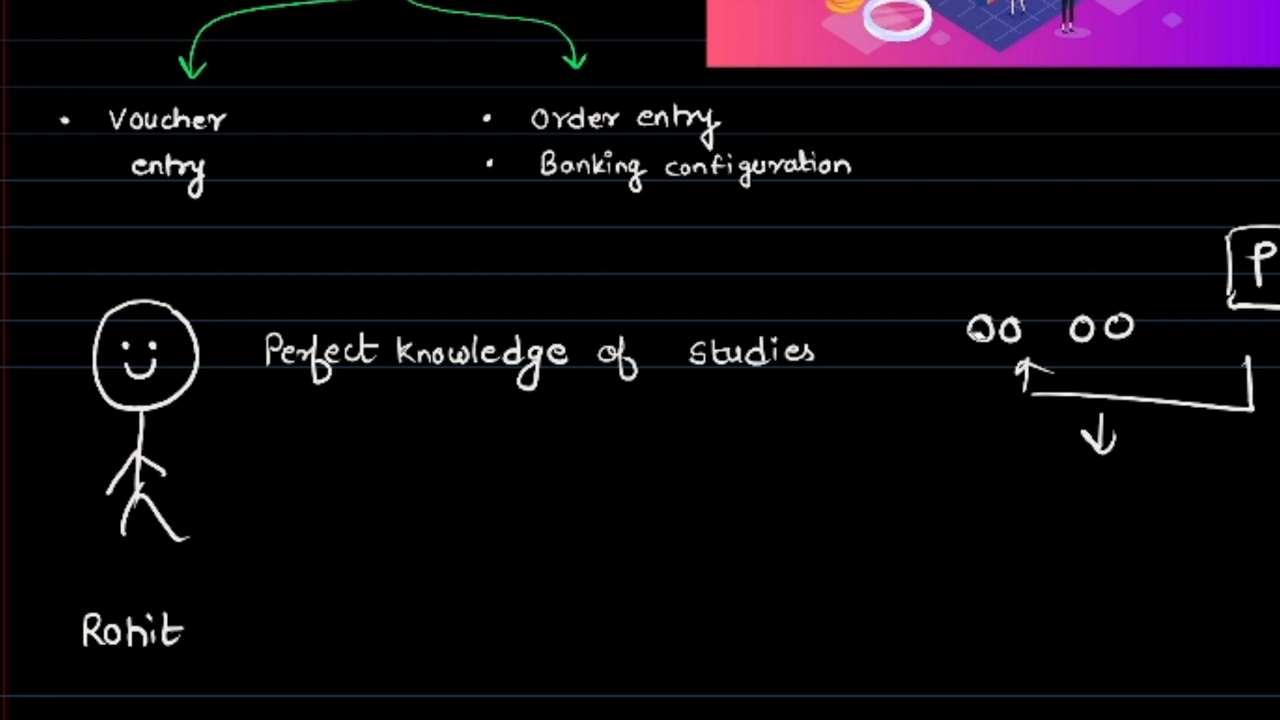 • Voucher
entry
• Order entry
• Banking configuration
P
Perfect knowledge of studies
Rohit